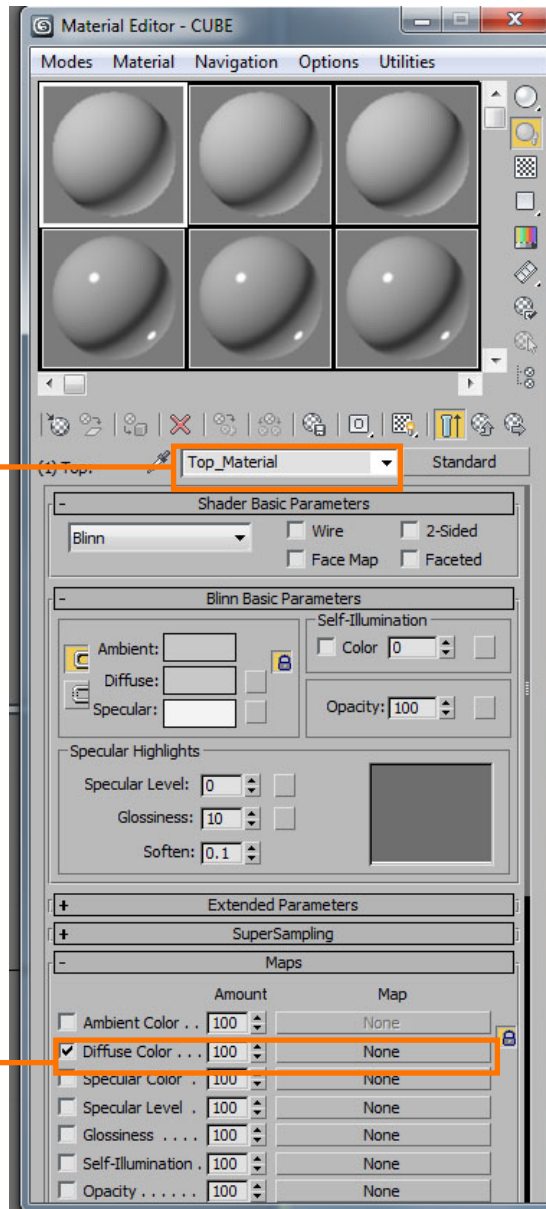 Material Editor - CUBE
Modes Material Navigation Options Utilities
(1) Top: Top_Material Standard
- Shader Basic Parameters
Blinn Wire 2-Sided
Face Map Faceted
- Blinn Basic Parameters
Self-Illumination
Ambient: Color 0
Diffuse:
Specular: Opacity: 100
Specular Highlights
Specular Level: 0
Glossiness: 10
Soften: 0.1
+ Extended Parameters
+ SuperSampling
- Maps
Amount Map
Ambient Color . . 100 None
Diffuse Color . . . 100 None
Specular Color . 100 None
Specular Level . 100 None
Glossiness . . . . 100 None
Self-Illumination . 100 None
Opacity . . . . . . 100 None